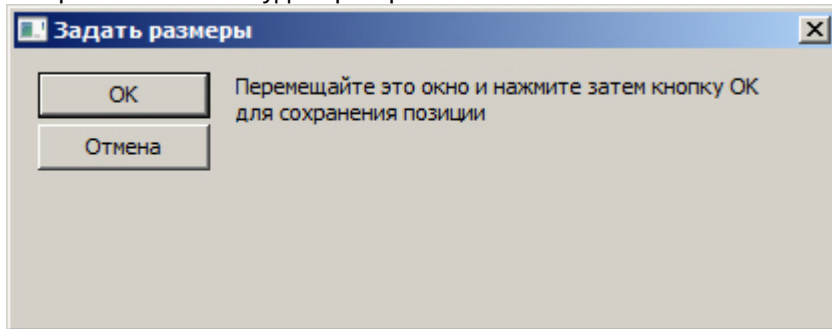 Задать размеры
OK
Перемещайте это окно и нажмите затем кнопку OK
для сохранения позиции
Отмена